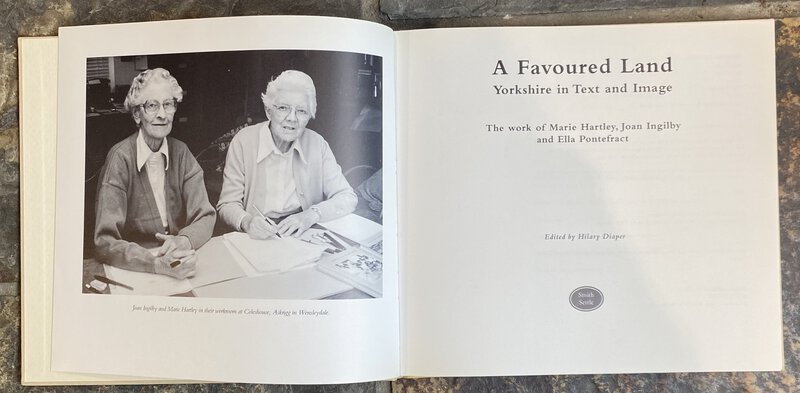 Joan Ingilby and Marie Hartley in their workroom at Coleshouse, Askrigg in Wensleydale.
A Favoured Land
Yorkshire in Text and Image
The work of Marie Hartley, Joan Ingilby
and Ella Pontefract
Edited by Hilary Diaper
Smith
Settle